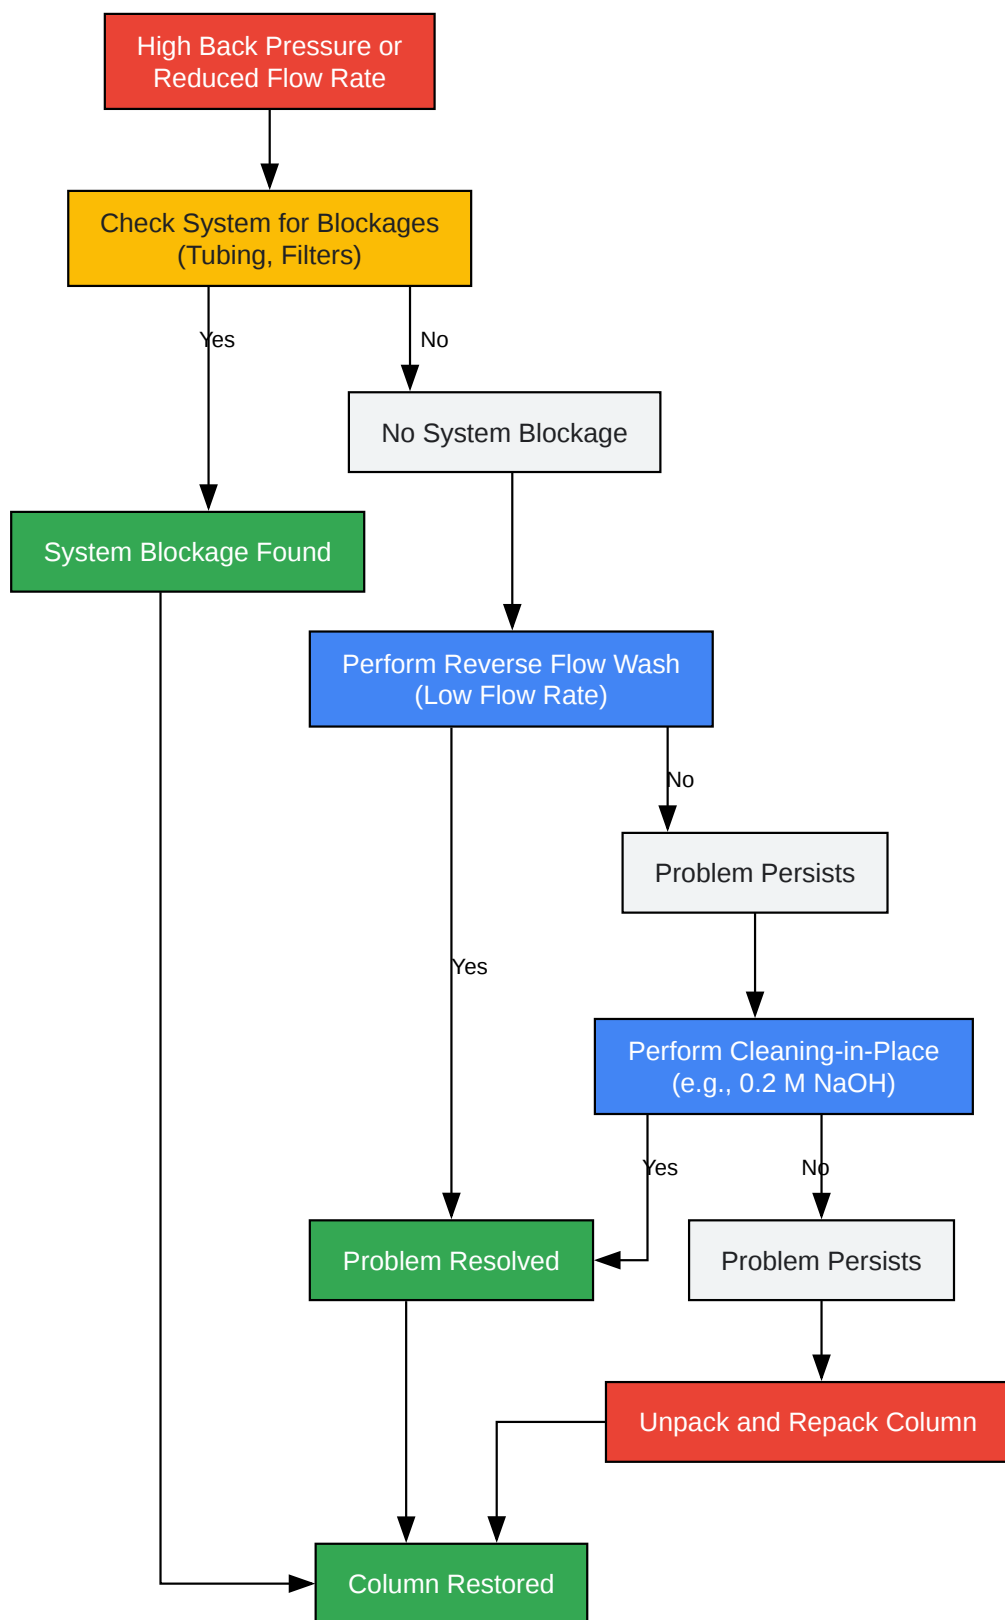 High Back Pressure or
Reduced Flow Rate
Check System for Blockages
(Tubing, Filters)
Yes
No
No System Blockage
System Blockage Found
Perform Reverse Flow Wash
(Low Flow Rate)
No
Problem Persists
Yes
Perform Cleaning-in-Place
(e.g., 0.2 M NaOH)
Yes
No
Problem Resolved
Problem Persists
Unpack and Repack Column
Column Restored